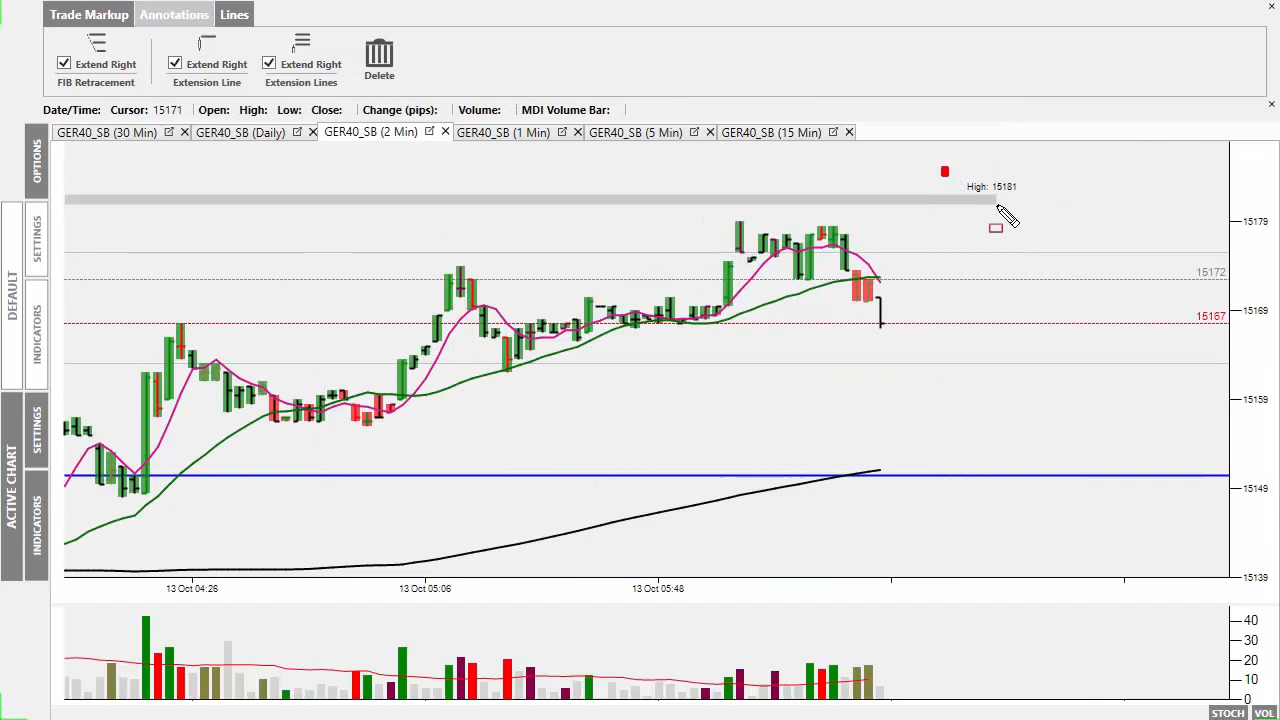 Trade Markup Annotations Lines
Extend Right Extend Right Extend Right
FIB Retracement Extension Line Extension Lines Delete
Date/Time: Cursor: 15171 Open: High: Low: Close: Change (pips): Volume: MDI Volume Bar:
GER40_SB (30 Min) GER40_SB (Daily) GER40_SB (2 Min) GER40_SB (1 Min) GER40_SB (5 Min) GER40_SB (15 Min)
OPTIONS
SETTINGS
DEFAULT
INDICATORS
SETTINGS
ACTIVE CHART
INDICATORS
High: 15181
15179
15172
15169
15167
15159
15149
15139
13 Oct 04:26 13 Oct 05:06 13 Oct 05:48
40
30
20
10
0
STOCH VOL